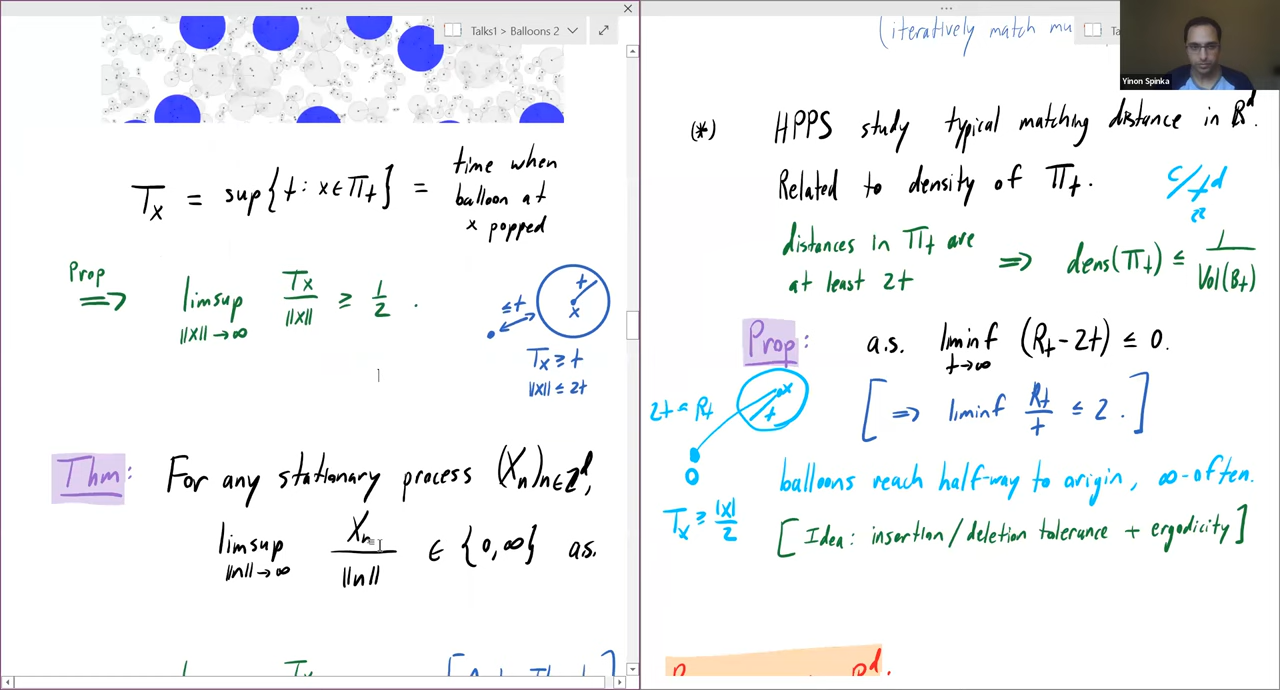 Talks1 > Balloons 2
T_x = sup{t: x ∈ Π_t} = time when
balloon at
x popped
Prop
⟹ limsup T_x/||x|| ≥ 1/2 .
||x|| → ∞
t
≤t
x
T_x ≥ t
||x|| ≤ 2t
Thm: For any stationary process (X_n)_{n∈Z^d},
limsup X_n/||n|| ∈ {0, ∞} a.s.
||n|| → ∞
T_x
(iteratively match mu
Yinon Spinka
(*) HPPS study typical matching distance in R^d.
Related to density of Π_t.
c/t^d
distances in Π_t are
at least 2t
⟹ dens(Π_t) ≤ 1/Vol(B_t)
Prop: a.s. liminf (R_t - 2t) ≤ 0.
t → ∞
2t ≈ R_t
x
t
0
[ ⟹ liminf R_t/t ≤ 2 . ]
T_x ≥ |x|/2
balloons reach half-way to origin, ∞-often.
[ Idea: insertion/deletion tolerance + ergodicity ]
R^d.